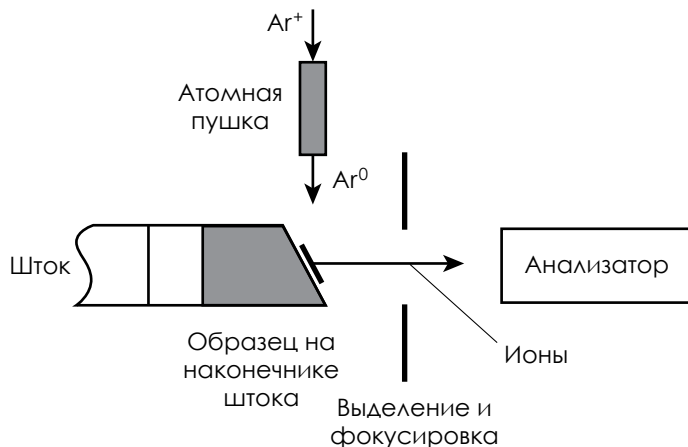 Ar⁺
Атомная
пушка
Ar⁰
Шток
Анализатор
Образец на
наконечнике
штока
Ионы
Выделение и
фокусировка